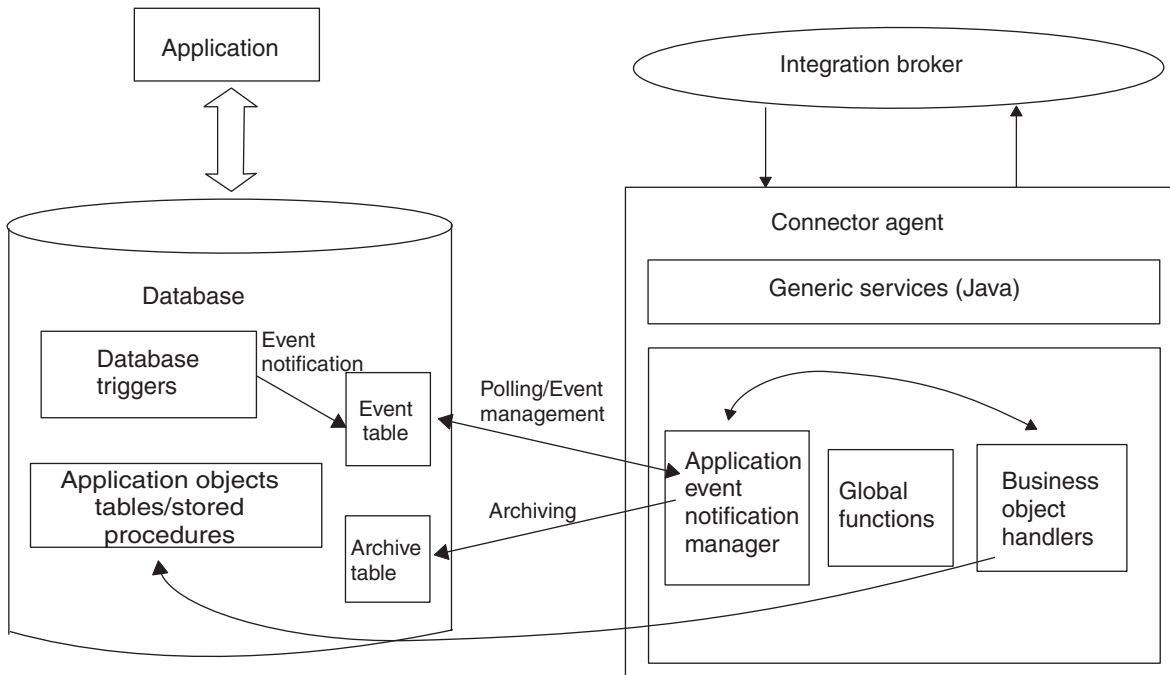 Application
Integration broker
Database
Database
triggers
Event
notification
Event
table
Application objects
tables/stored
procedures
Archive
table
Polling/Event
management
Archiving
Connector agent
Generic services (Java)
Application
event
notification
manager
Global
functions
Business
object
handlers